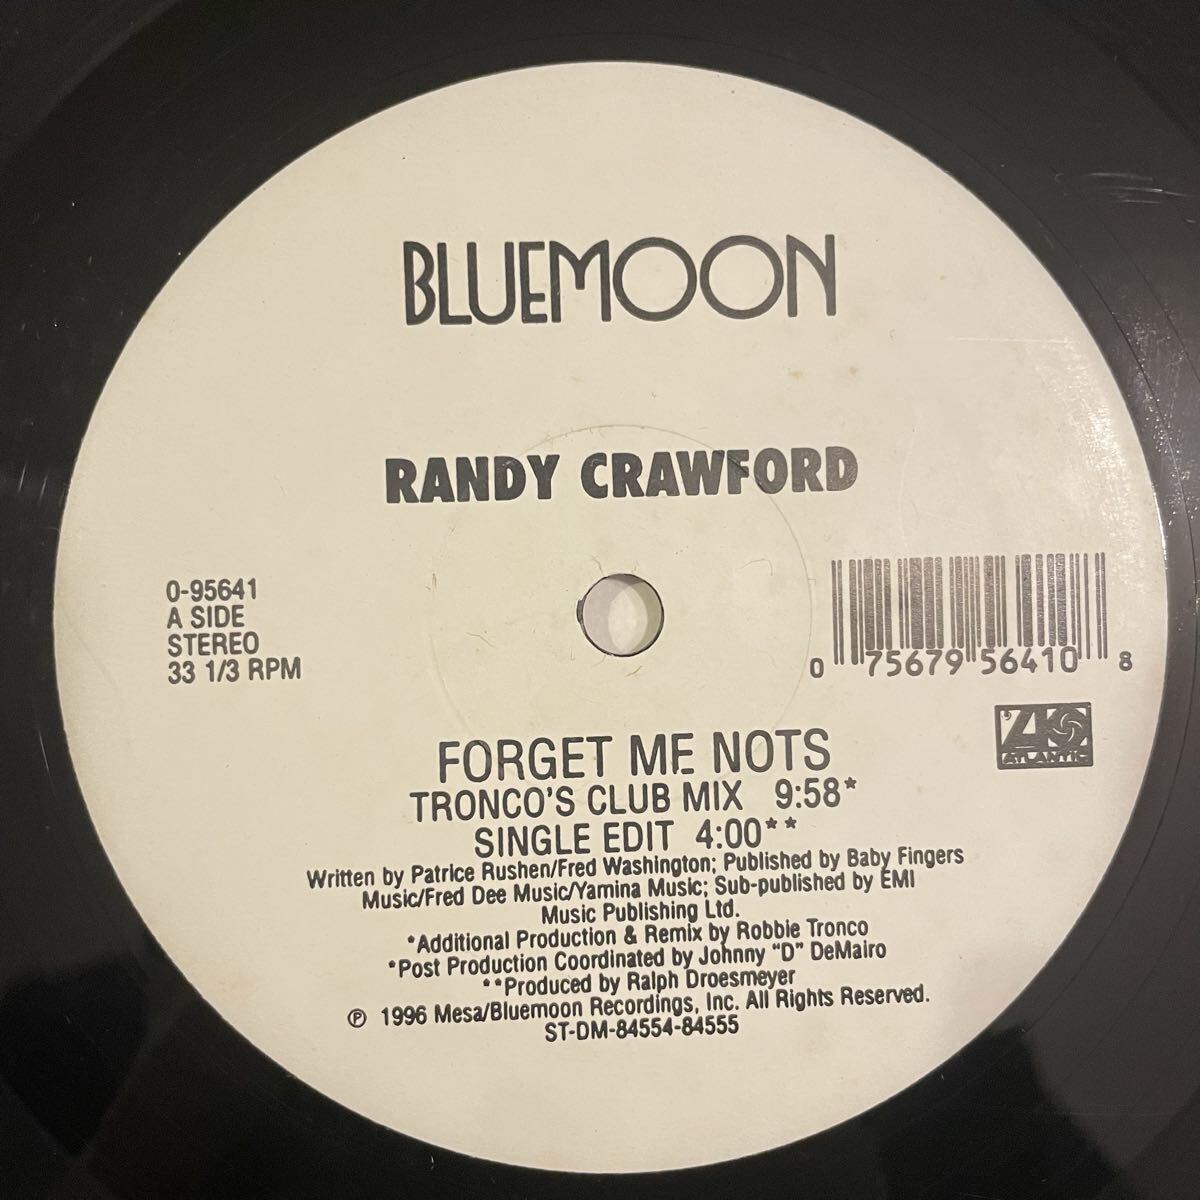 BLUEMOON
RANDY CRAWFORD
0-95641
A SIDE
STEREO
33 1/3 RPM
0 75679 56410 8
ATLANTIC
FORGET ME NOTS
TRONCO'S CLUB MIX 9:58*
SINGLE EDIT 4:00**
Written by Patrice Rushen/Fred Washington; Published by Baby Fingers
Music/Fred Dee Music/Yamina Music; Sub-published by EMI
Music Publishing Ltd.
*Additional Production & Remix by Robbie Tronco
*Post Production Coordinated by Johnny "D" DeMairo
**Produced by Ralph Droesmeyer
℗ 1996 Mesa/Bluemoon Recordings, Inc. All Rights Reserved.
ST-DM-84554-84555